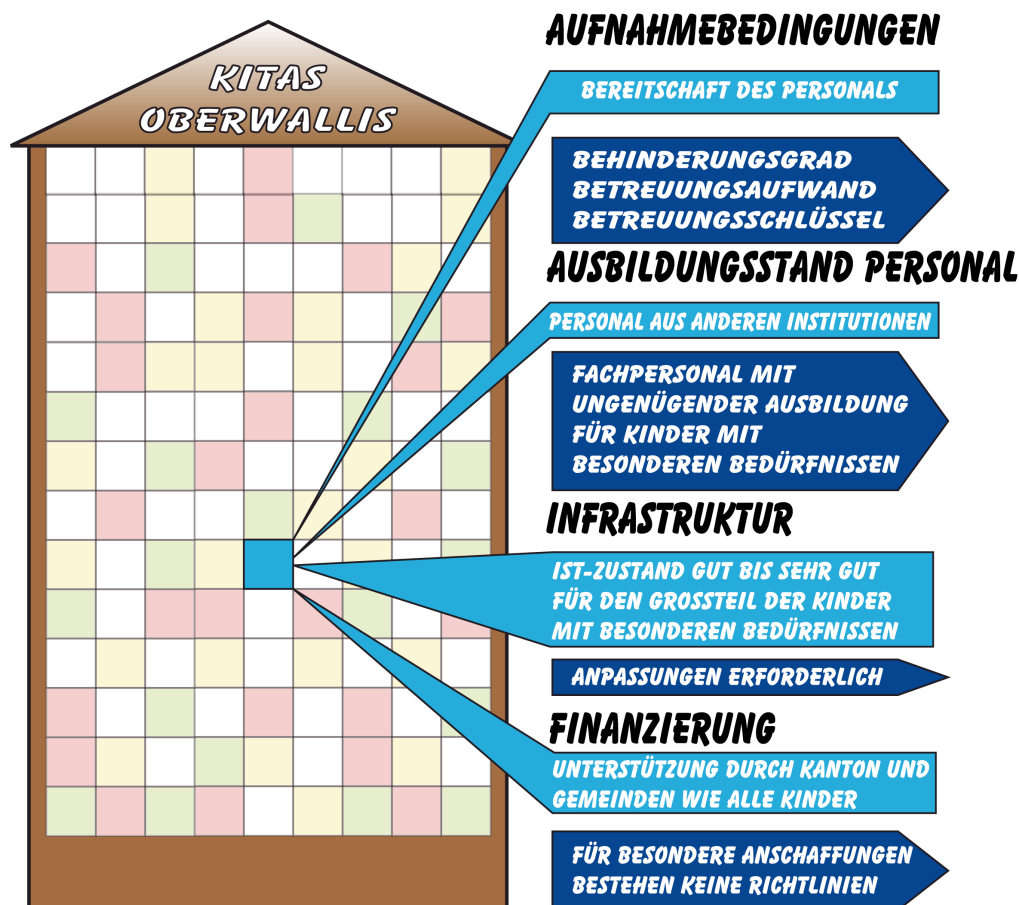 KITAS
OBERWALLIS
AUFNAHMEBEDINGUNGEN
BEREITSCHAFT DES PERSONALS
BEHINDERUNGSGRAD
BETREUUNGSAUFWAND
BETREUUNGSSCHLÜSSEL
AUSBILDUNGSSTAND PERSONAL
PERSONAL AUS ANDEREN INSTITUTIONEN
FACHPERSONAL MIT
UNGENÜGENDER AUSBILDUNG
FÜR KINDER MIT
BESONDEREN BEDÜRFNISSEN
INFRASTRUKTUR
IST-ZUSTAND GUT BIS SEHR GUT
FÜR DEN GROSSTEIL DER KINDER
MIT BESONDEREN BEDÜRFNISSEN
ANPASSUNGEN ERFORDERLICH
FINANZIERUNG
UNTERSTÜTZUNG DURCH KANTON UND
GEMEINDEN WIE ALLE KINDER
FÜR BESONDERE ANSCHAFFUNGEN
BESTEHEN KEINE RICHTLINIEN